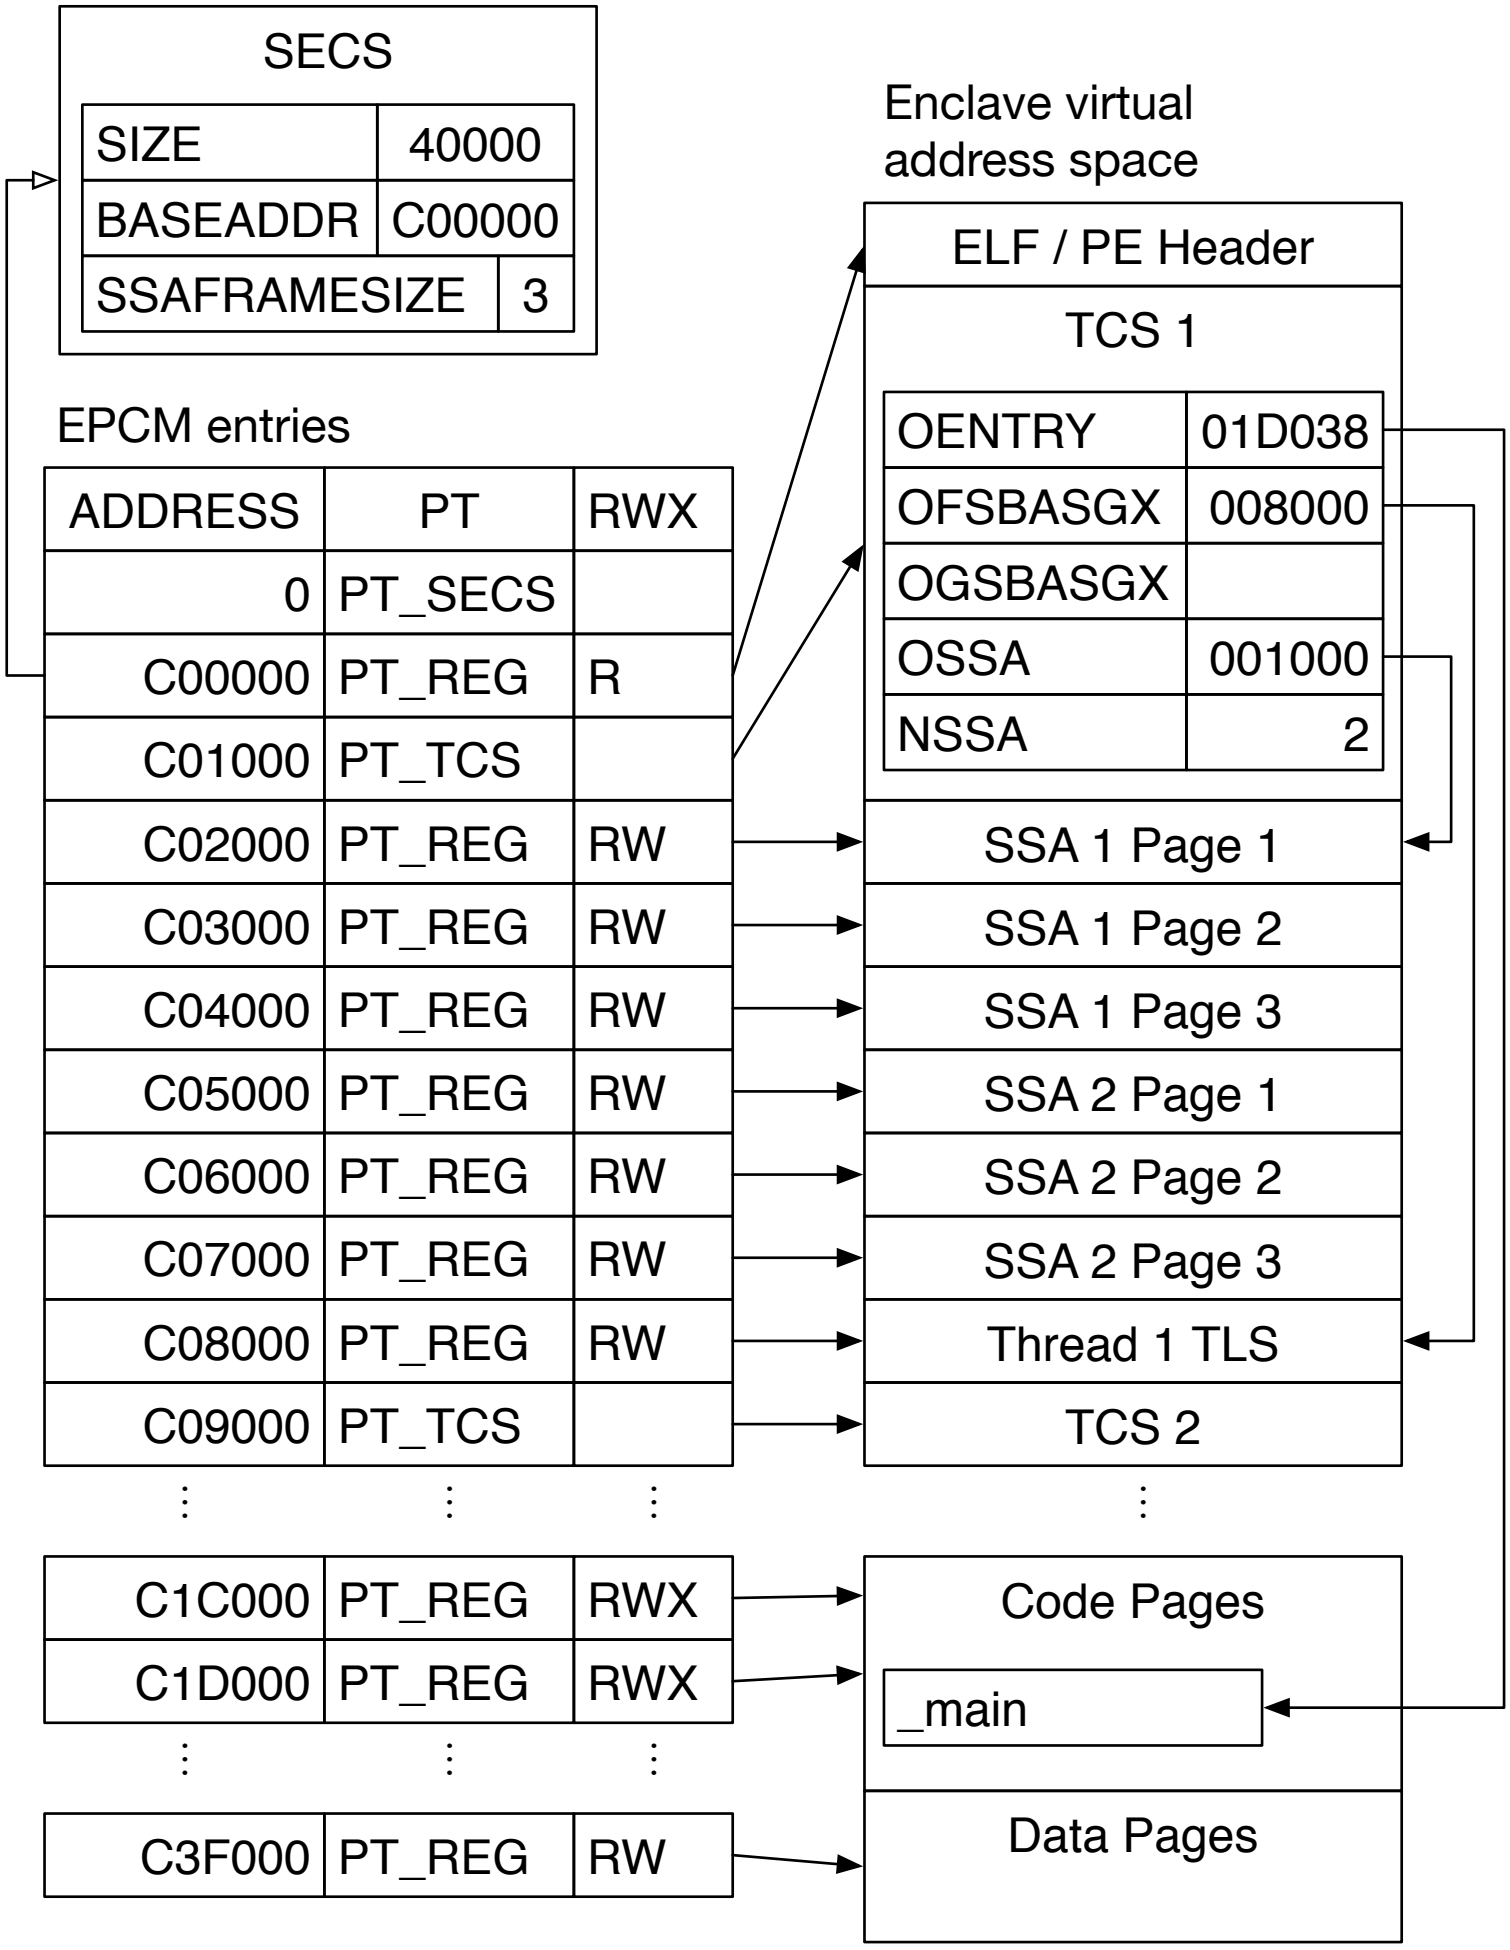 SECS
SIZE 40000
BASEADDR C00000
SSAFRAMESIZE 3
EPCM entries
ADDRESS PT RWX
0 PT_SECS
C00000 PT_REG R
C01000 PT_TCS
C02000 PT_REG RW
C03000 PT_REG RW
C04000 PT_REG RW
C05000 PT_REG RW
C06000 PT_REG RW
C07000 PT_REG RW
C08000 PT_REG RW
C09000 PT_TCS
⋮ ⋮ ⋮
C1C000 PT_REG RWX
C1D000 PT_REG RWX
⋮ ⋮ ⋮
C3F000 PT_REG RW
Enclave virtual
address space
ELF / PE Header
TCS 1
OENTRY 01D038
OFSBASGX 008000
OGSBASGX
OSSA 001000
NSSA 2
SSA 1 Page 1
SSA 1 Page 2
SSA 1 Page 3
SSA 2 Page 1
SSA 2 Page 2
SSA 2 Page 3
Thread 1 TLS
TCS 2
⋮
Code Pages
_main
Data Pages